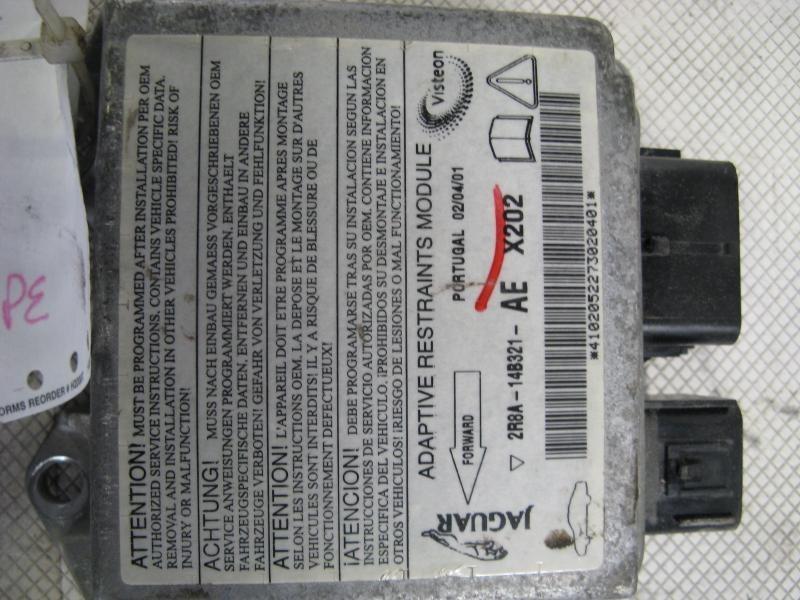 ATTENTION! MUST BE PROGRAMMED AFTER INSTALLATION PER OEM
AUTHORIZED SERVICE INSTRUCTIONS. CONTAINS VEHICLE SPECIFIC DATA.
REMOVAL AND INSTALLATION IN OTHER VEHICLES PROHIBITED! RISK OF
INJURY OR MALFUNCTION!
ACHTUNG! MUSS NACH EINBAU GEMAESS VORGESCHRIEBENEN OEM
SERVICE ANWEISUNGEN PROGRAMMIERT WERDEN. ENTHAELT
FAHRZEUGSPEZIFISCHE DATEN. ENTFERNEN UND EINBAU IN ANDERE
FAHRZEUGE VERBOTEN! GEFAHR VON VERLETZUNG UND FEHLFUNKTION!
ATTENTION! L'APPAREIL DOIT ETRE PROGRAMME APRES MONTAGE
SELON LES INSTRUCTIONS OEM. LA DEPOSE ET LE MONTAGE SUR D'AUTRES
VEHICULES SONT INTERDITS! IL Y A RISQUE DE BLESSURE OU DE
FONCTIONNEMENT DEFECTUEUX!
¡ATENCION! DEBE PROGRAMARSE TRAS SU INSTALACION SEGUN LAS
INSTRUCCIONES DE SERVICIO AUTORIZADAS POR OEM. CONTIENE INFORMACION
ESPECIFICA DEL VEHICULO. ¡PROHIBIDOS SU DESMONTAJE E INSTALACION EN
OTROS VEHICULOS! ¡RIESGO DE LESIONES O MAL FUNCTIONAMIENTO!
ADAPTIVE RESTRAINTS MODULE
Visteon
FORWARD
PORTUGAL 02/04/01
JAGUAR
2R8A-14B321- AE X202
*4102052273020401*
PE
ORMS REORDER #